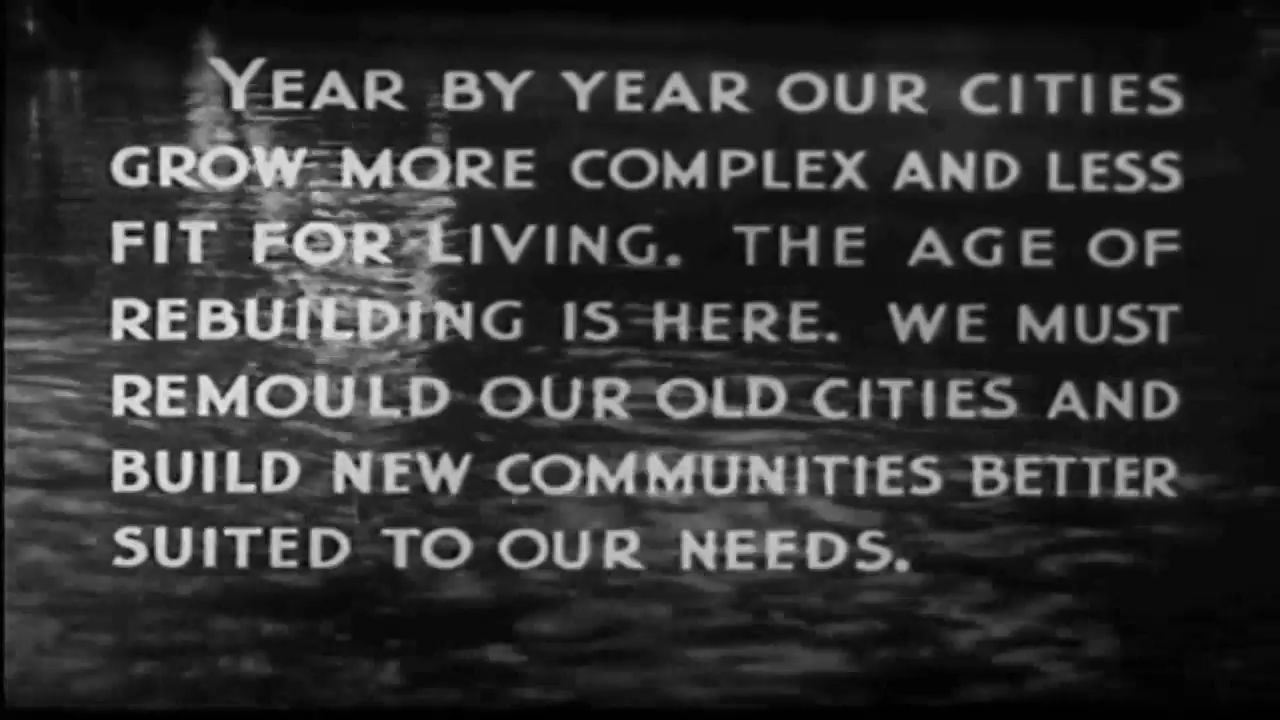 YEAR BY YEAR OUR CITIES
GROW MORE COMPLEX AND LESS
FIT FOR LIVING. THE AGE OF
REBUILDING IS HERE. WE MUST
REMOULD OUR OLD CITIES AND
BUILD NEW COMMUNITIES BETTER
SUITED TO OUR NEEDS.